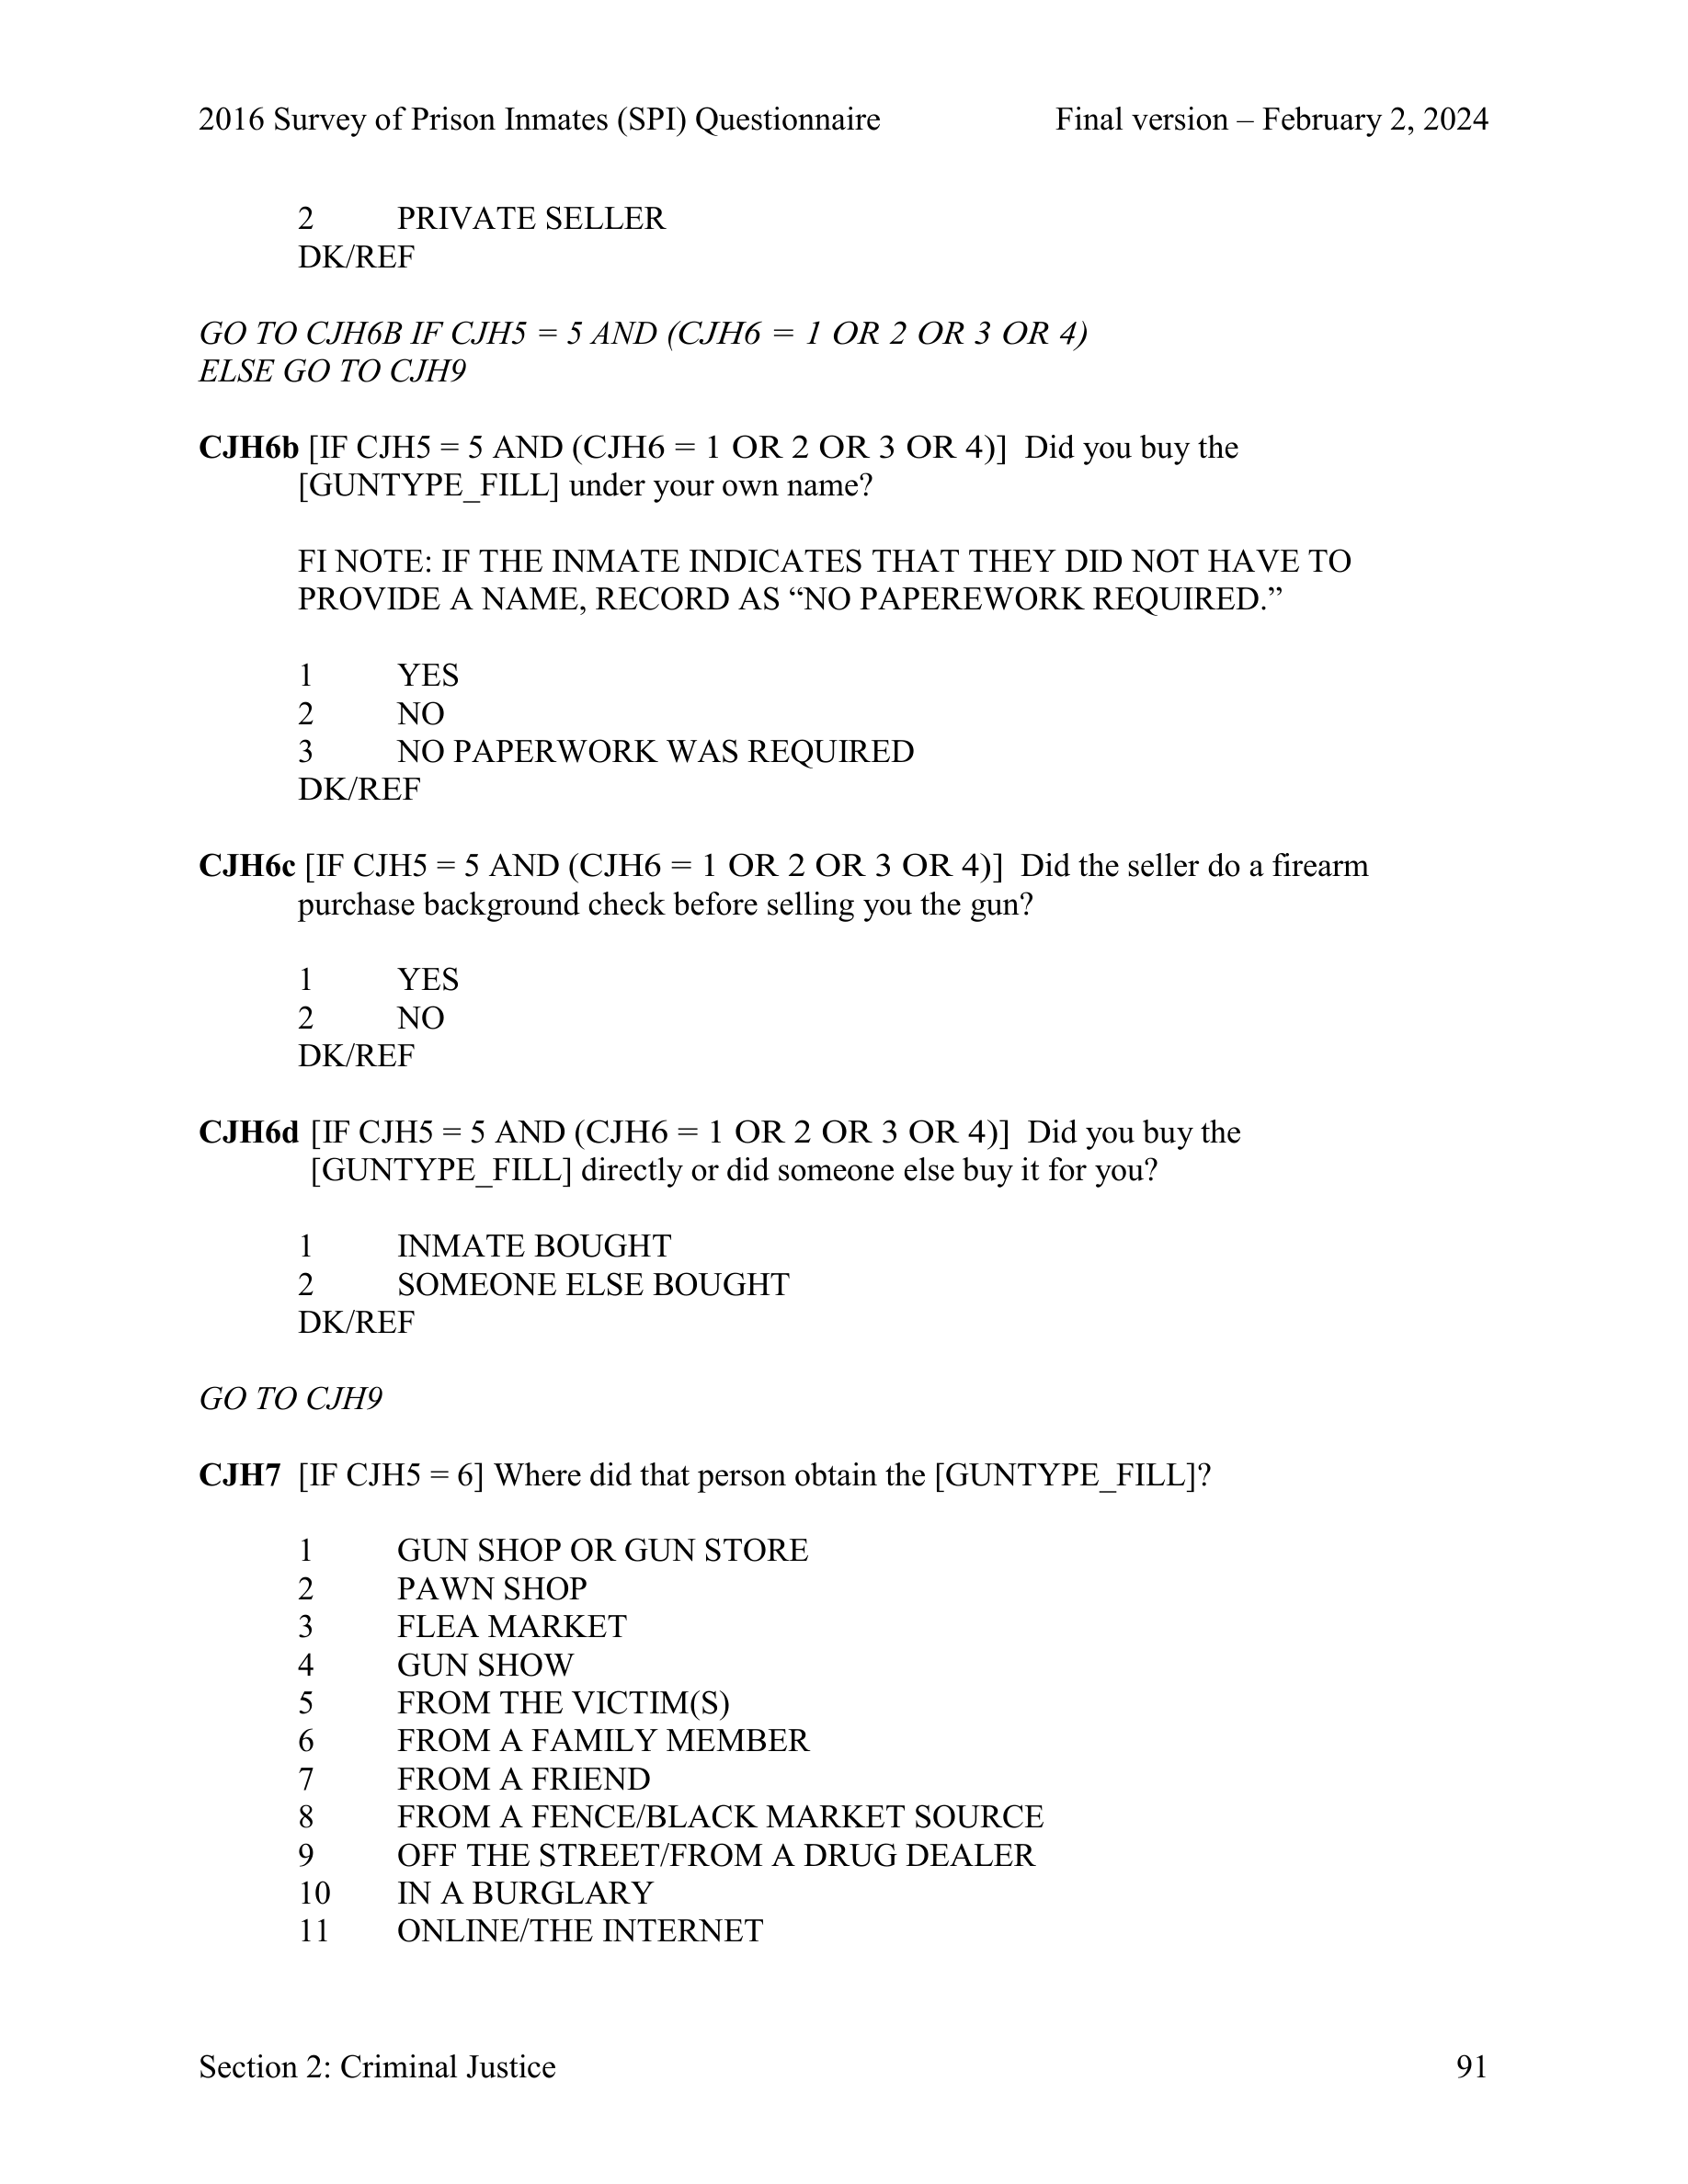 2016 Survey of Prison Inmates (SPI) Questionnaire Final version – February 2, 2024
2 PRIVATE SELLER
DK/REF
GO TO CJH6B IF CJH5 = 5 AND (CJH6 = 1 OR 2 OR 3 OR 4)
ELSE GO TO CJH9
CJH6b [IF CJH5 = 5 AND (CJH6 = 1 OR 2 OR 3 OR 4)] Did you buy the
[GUNTYPE_FILL] under your own name?
FI NOTE: IF THE INMATE INDICATES THAT THEY DID NOT HAVE TO
PROVIDE A NAME, RECORD AS “NO PAPEREWORK REQUIRED.”
1 YES
2 NO
3 NO PAPERWORK WAS REQUIRED
DK/REF
CJH6c [IF CJH5 = 5 AND (CJH6 = 1 OR 2 OR 3 OR 4)] Did the seller do a firearm
purchase background check before selling you the gun?
1 YES
2 NO
DK/REF
CJH6d [IF CJH5 = 5 AND (CJH6 = 1 OR 2 OR 3 OR 4)] Did you buy the
[GUNTYPE_FILL] directly or did someone else buy it for you?
1 INMATE BOUGHT
2 SOMEONE ELSE BOUGHT
DK/REF
GO TO CJH9
CJH7 [IF CJH5 = 6] Where did that person obtain the [GUNTYPE_FILL]?
1 GUN SHOP OR GUN STORE
2 PAWN SHOP
3 FLEA MARKET
4 GUN SHOW
5 FROM THE VICTIM(S)
6 FROM A FAMILY MEMBER
7 FROM A FRIEND
8 FROM A FENCE/BLACK MARKET SOURCE
9 OFF THE STREET/FROM A DRUG DEALER
10 IN A BURGLARY
11 ONLINE/THE INTERNET
Section 2: Criminal Justice 91